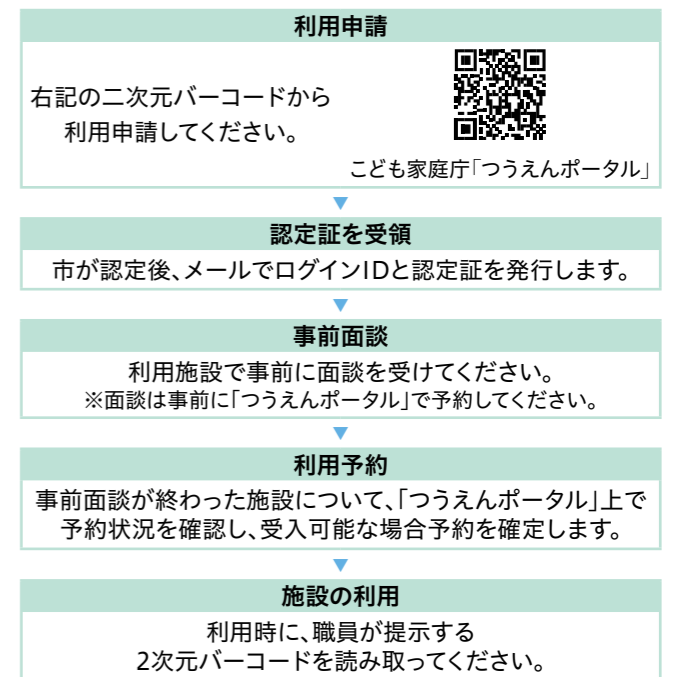 利用申請
右記の二次元バーコードから
利用申請してください。
こども家庭庁「つうえんポータル」
認定証を受領
市が認定後、メールでログインIDと認定証を発行します。
事前面談
利用施設で事前に面談を受けてください。
※面談は事前に「つうえんポータル」で予約してください。
利用予約
事前面談が終わった施設について、「つうえんポータル」上で
予約状況を確認し、受入可能な場合予約を確定します。
施設の利用
利用時に、職員が提示する
2次元バーコードを読み取ってください。